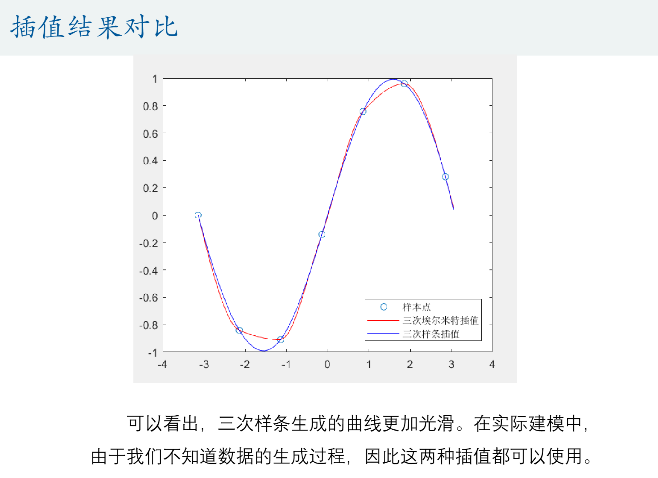 插值结果对比
1
0.8
0.6
0.4
0.2
0
-0.2
-0.4
-0.6
-0.8
-1
-4 -3 -2 -1 0 1 2 3 4
样本点
三次埃尔米特插值
三次样条插值
可以看出，三次样条生成的曲线更加光滑。在实际建模中，
由于我们不知道数据的生成过程，因此这两种插值都可以使用。